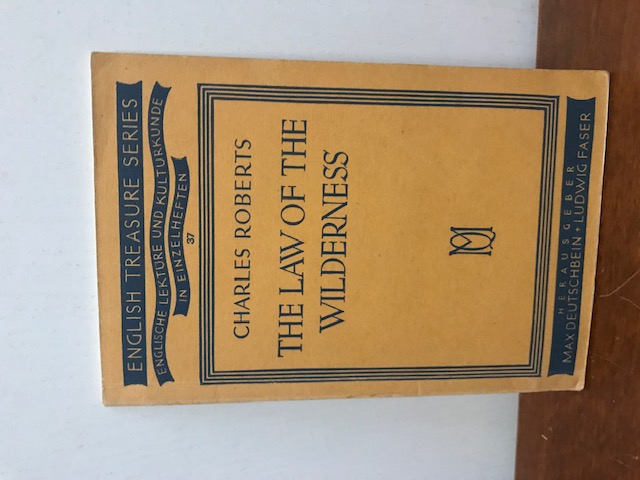 ENGLISH TREASURE SERIES
ENGLISCHE LEKTÜRE UND KULTURKUNDE
IN EINZELHEFTEN
37
CHARLES ROBERTS
THE LAW OF THE
WILDERNESS
HERAUSGEBER
MAX DEUTSCHBEIN + LUDWIG FASER